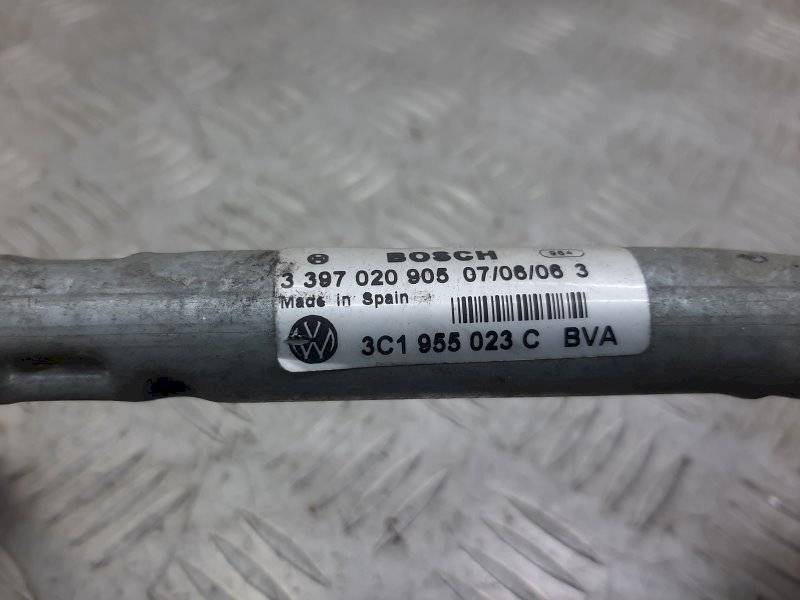 BOSCH
3 397 020 905 07/06/06 3
Made in Spain
3C1 955 023 C BVA